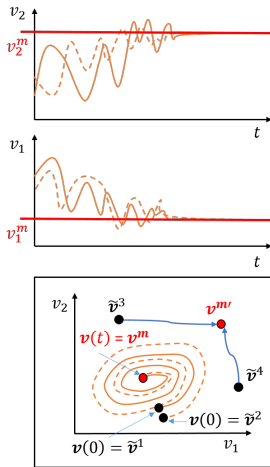 v₂
v₂ᵐ
t
v₁
v₁ᵐ
t
v₂
ṽ³
vᵐ′
v(t) = vᵐ
ṽ⁴
v(0) = ṽ²
v(0) = ṽ¹
v₁